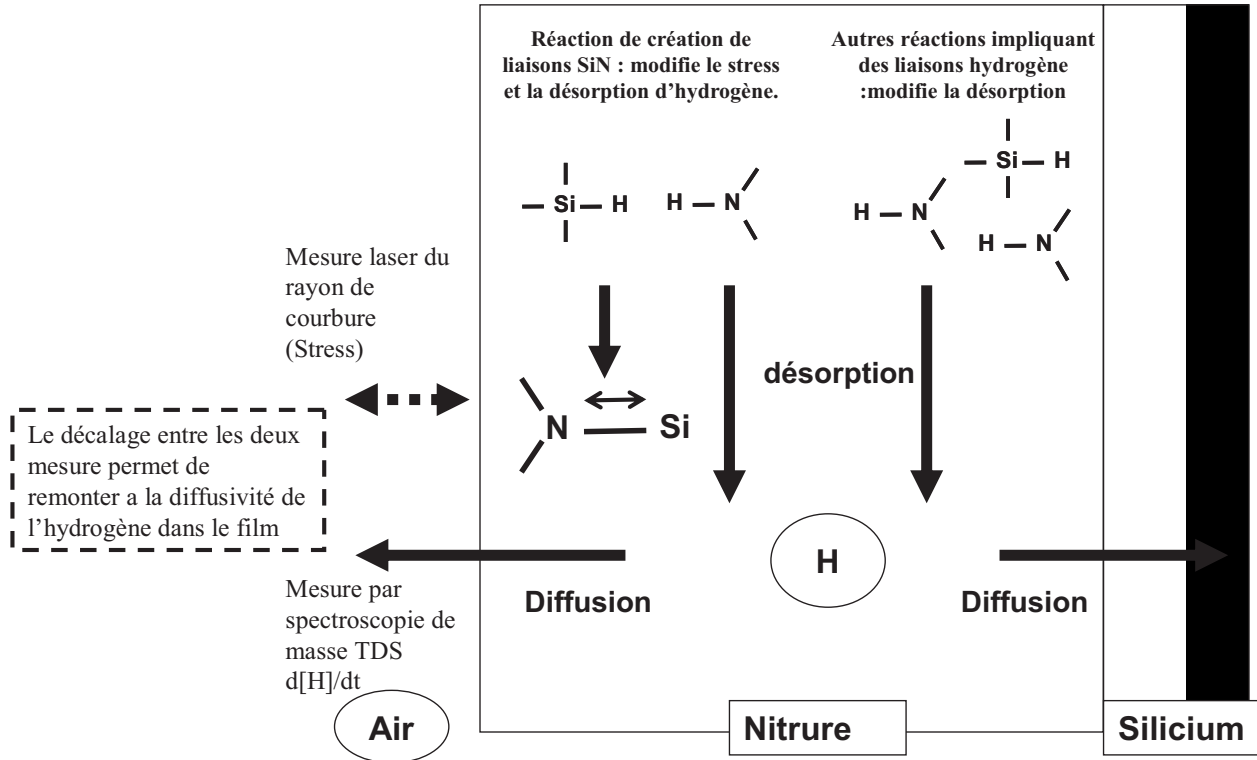 Réaction de création de
liaisons SiN : modifie le stress
et la désorption d'hydrogène.
Autres réactions impliquant
des liaisons hydrogène
:modifie la désorption
Si H
H N
Si H
H N
H N
Mesure laser du
rayon de
courbure
(Stress)
désorption
N Si
Le décalage entre les deux
mesure permet de
remonter a la diffusivité de
l'hydrogène dans le film
H
Diffusion
Diffusion
Mesure par
spectroscopie de
masse TDS
d[H]/dt
Air
Nitrure
Silicium